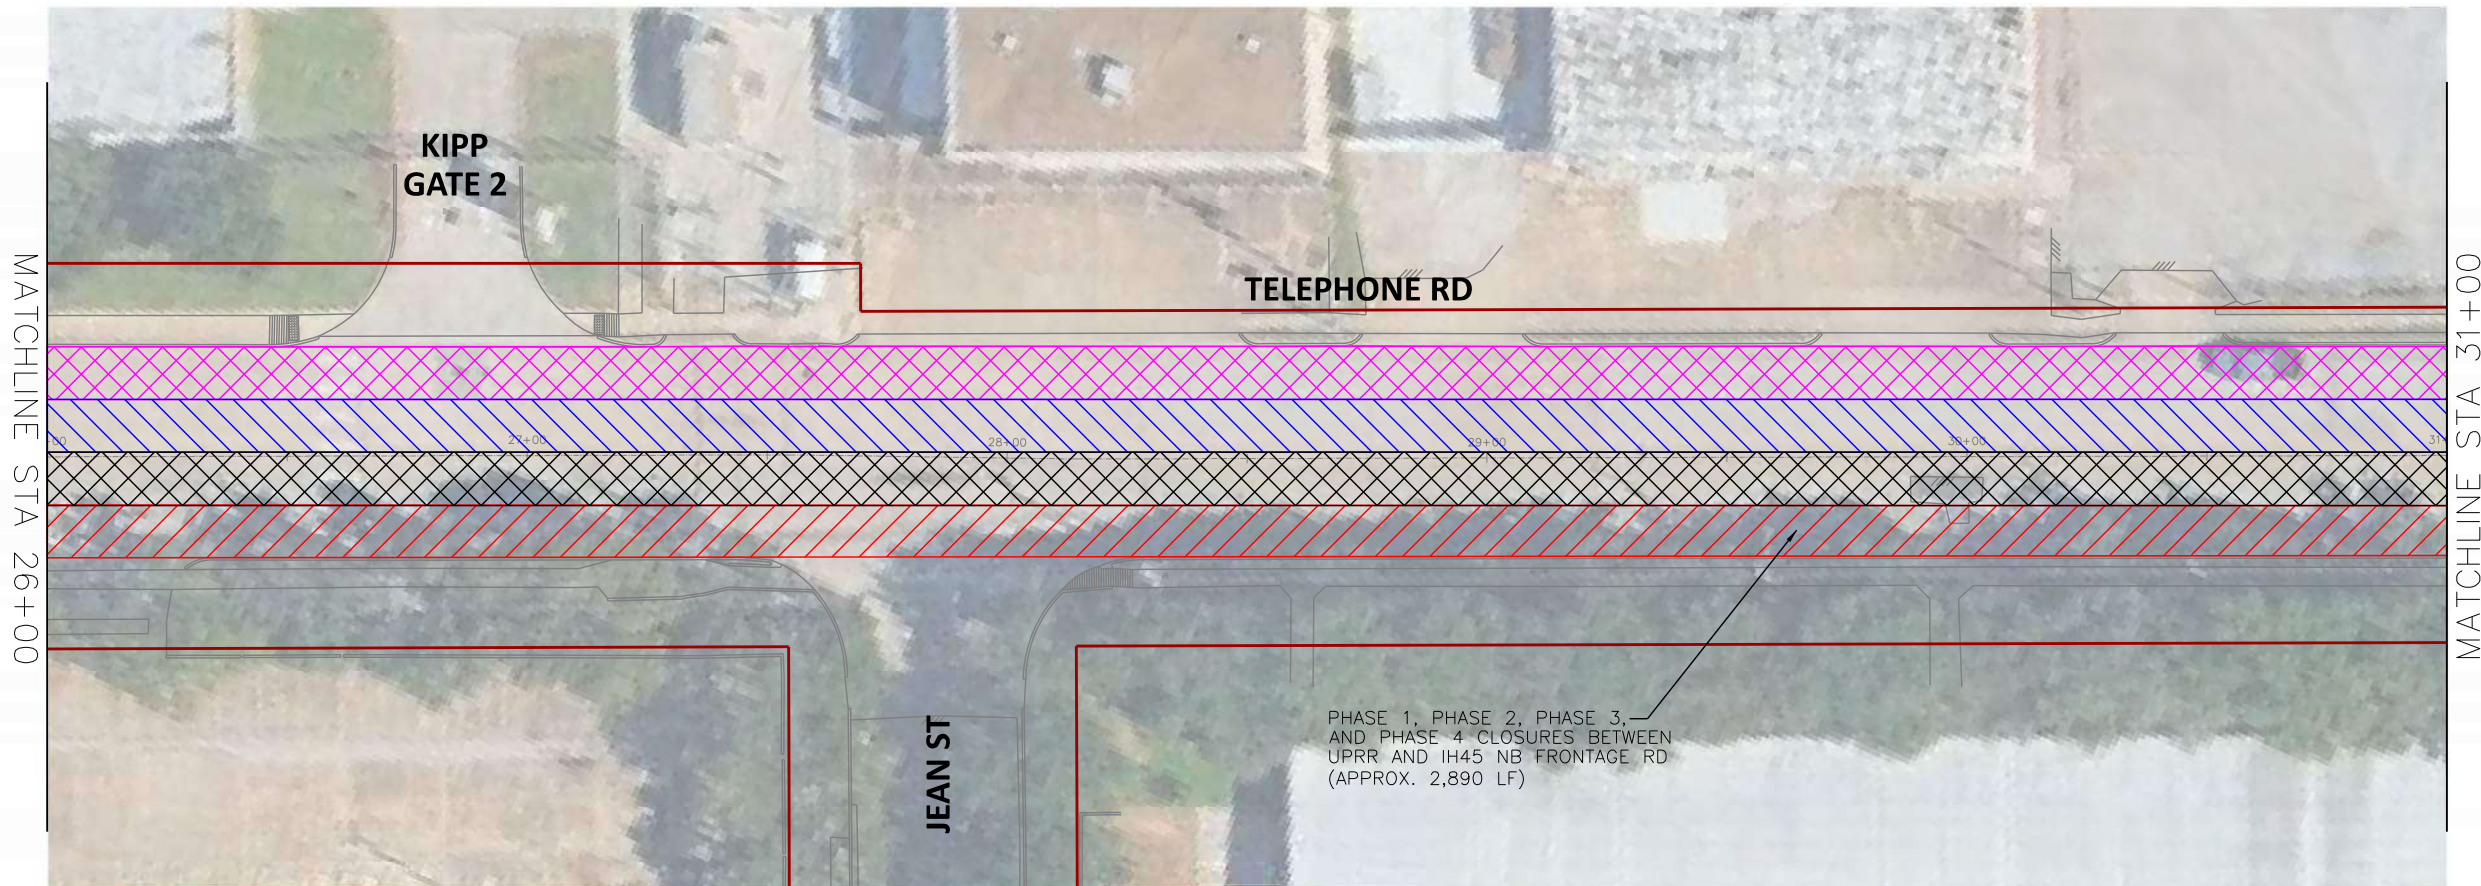 KIPP
GATE 2
TELEPHONE RD
MATCHLINE STA 26+00
MATCHLINE STA 31+00
00
27+00
28+00
29+00
30+00
31
JEAN ST
PHASE 1, PHASE 2, PHASE 3,
AND PHASE 4 CLOSURES BETWEEN
UPRR AND IH45 NB FRONTAGE RD
(APPROX. 2,890 LF)